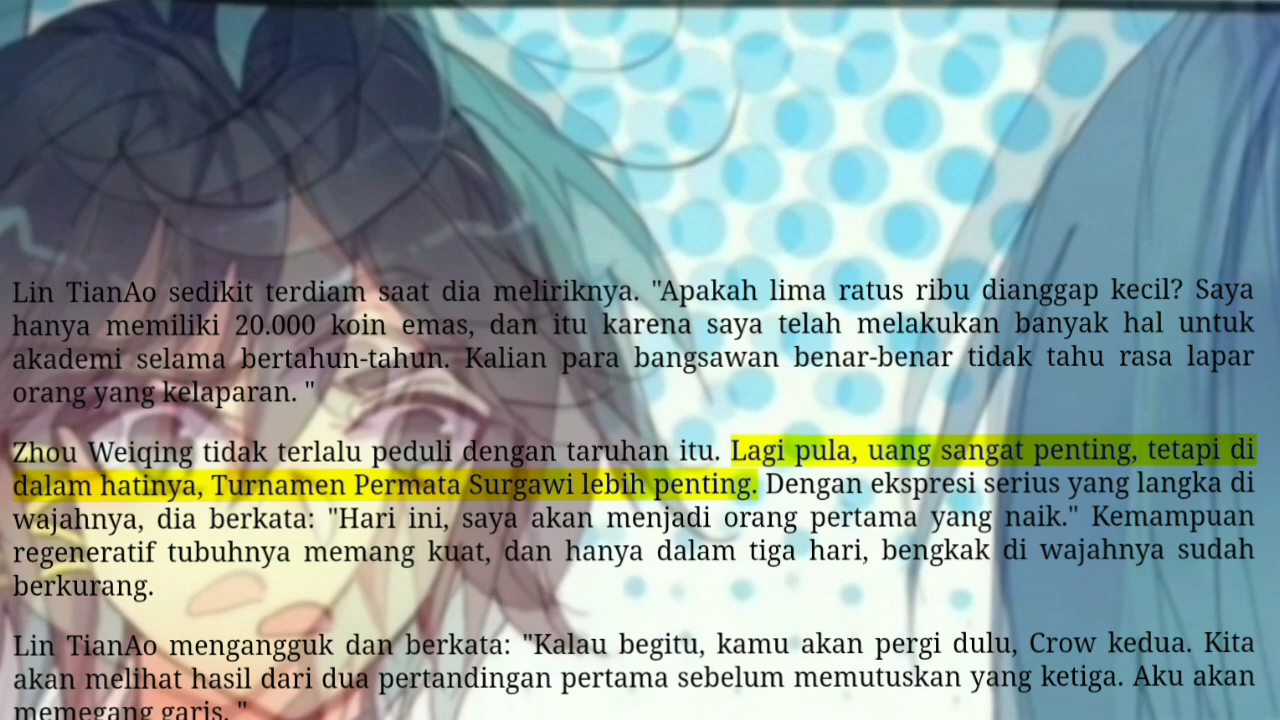 Lin TianAo sedikit terdiam saat dia meliriknya. "Apakah lima ratus ribu dianggap kecil? Saya
hanya memiliki 20.000 koin emas, dan itu karena saya telah melakukan banyak hal untuk
akademi selama bertahun-tahun. Kalian para bangsawan benar-benar tidak tahu rasa lapar
orang yang kelaparan. "
Zhou Weiqing tidak terlalu peduli dengan taruhan itu. Lagi pula, uang sangat penting, tetapi di
dalam hatinya, Turnamen Permata Surgawi lebih penting. Dengan ekspresi serius yang langka di
wajahnya, dia berkata: "Hari ini, saya akan menjadi orang pertama yang naik." Kemampuan
regeneratif tubuhnya memang kuat, dan hanya dalam tiga hari, bengkak di wajahnya sudah
berkurang.
Lin TianAo mengangguk dan berkata: "Kalau begitu, kamu akan pergi dulu, Crow kedua. Kita
akan melihat hasil dari dua pertandingan pertama sebelum memutuskan yang ketiga. Aku akan
memegang garis. "